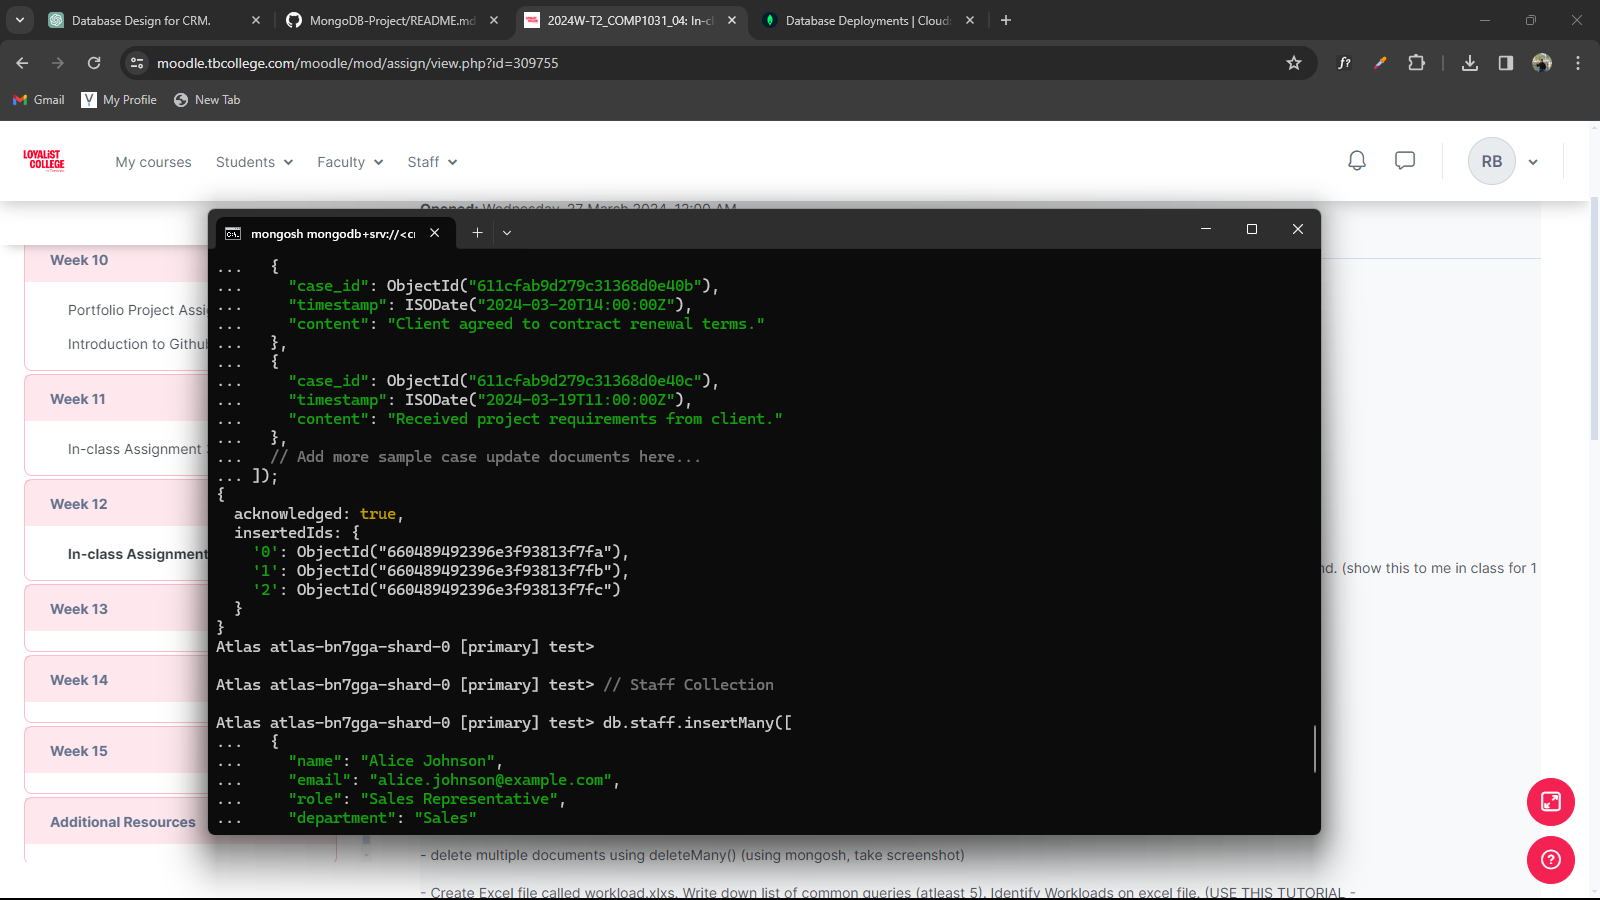 Database Design for CRM.
MongoDB-Project/README.md
2024W-T2_COMP1031_04: In-cl
Database Deployments | Cloud:
moodle.tbcollege.com/moodle/mod/assign/view.php?id=309755
f?
Gmail
My Profile
New Tab
LOYALIST COLLEGE
My courses
Students
Faculty
Staff
RB
Opened: Wednesday, 27 March 2024, 12:00 AM
mongosh mongodb+srv://<cr
Week 10
Portfolio Project Assi
Introduction to Github
Week 11
In-class Assignment
Week 12
In-class Assignment
Week 13
Week 14
Week 15
Additional Resources
... {
... "case_id": ObjectId("611cfab9d279c31368d0e40b"),
... "timestamp": ISODate("2024-03-20T14:00:00Z"),
... "content": "Client agreed to contract renewal terms."
... },
... {
... "case_id": ObjectId("611cfab9d279c31368d0e40c"),
... "timestamp": ISODate("2024-03-19T11:00:00Z"),
... "content": "Received project requirements from client."
... },
... // Add more sample case update documents here...
... ]);
{
acknowledged: true,
insertedIds: {
'0': ObjectId("660489492396e3f93813f7fa"),
'1': ObjectId("660489492396e3f93813f7fb"),
'2': ObjectId("660489492396e3f93813f7fc")
}
}
Atlas atlas-bn7gga-shard-0 [primary] test>
Atlas atlas-bn7gga-shard-0 [primary] test> // Staff Collection
Atlas atlas-bn7gga-shard-0 [primary] test> db.staff.insertMany([
... {
... "name": "Alice Johnson",
... "email": "alice.johnson@example.com",
... "role": "Sales Representative",
... "department": "Sales"
nd. (show this to me in class for 1
- delete multiple documents using deleteMany() (using mongosh, take screenshot)
- Create Excel file called workload.xlxs. Write down list of common queries (atleast 5). Identify Workloads on excel file. (USE THIS TUTORIAL -